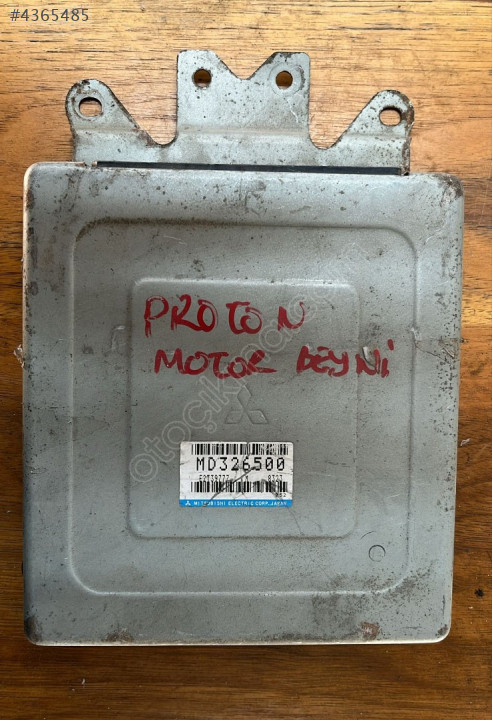 #4365485
PROTON
MOTOR BEYNİ
MD326500
MITSUBISHI ELECTRIC CORP. JAPAN